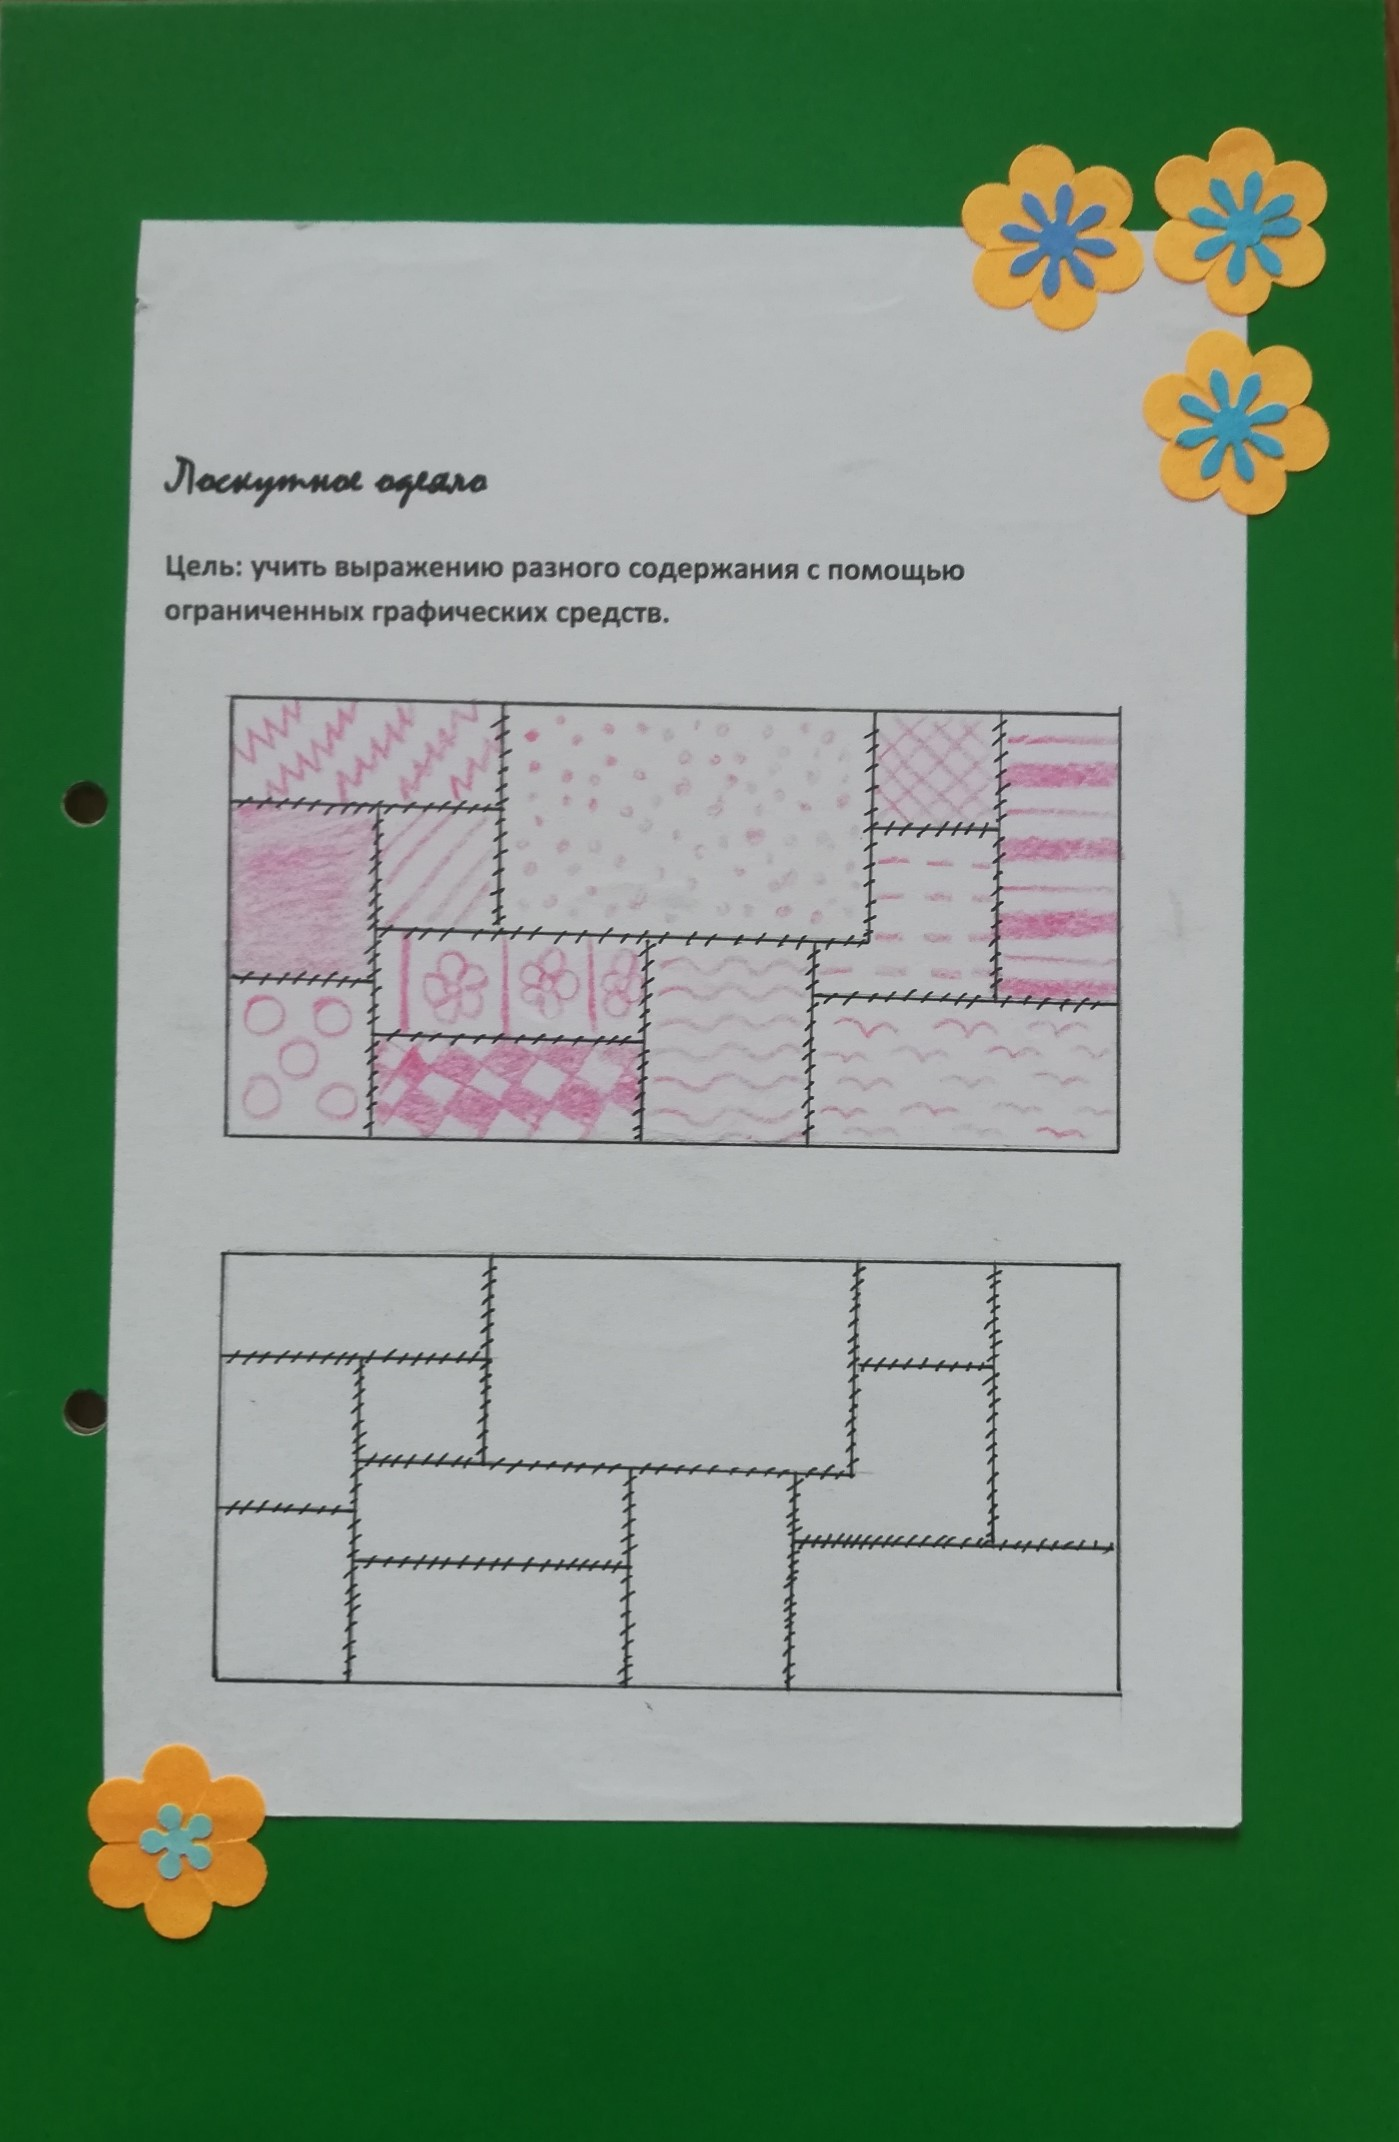 Лоскутное одеяло
Цель: учить выражению разного содержания с помощью
ограниченных графических средств.